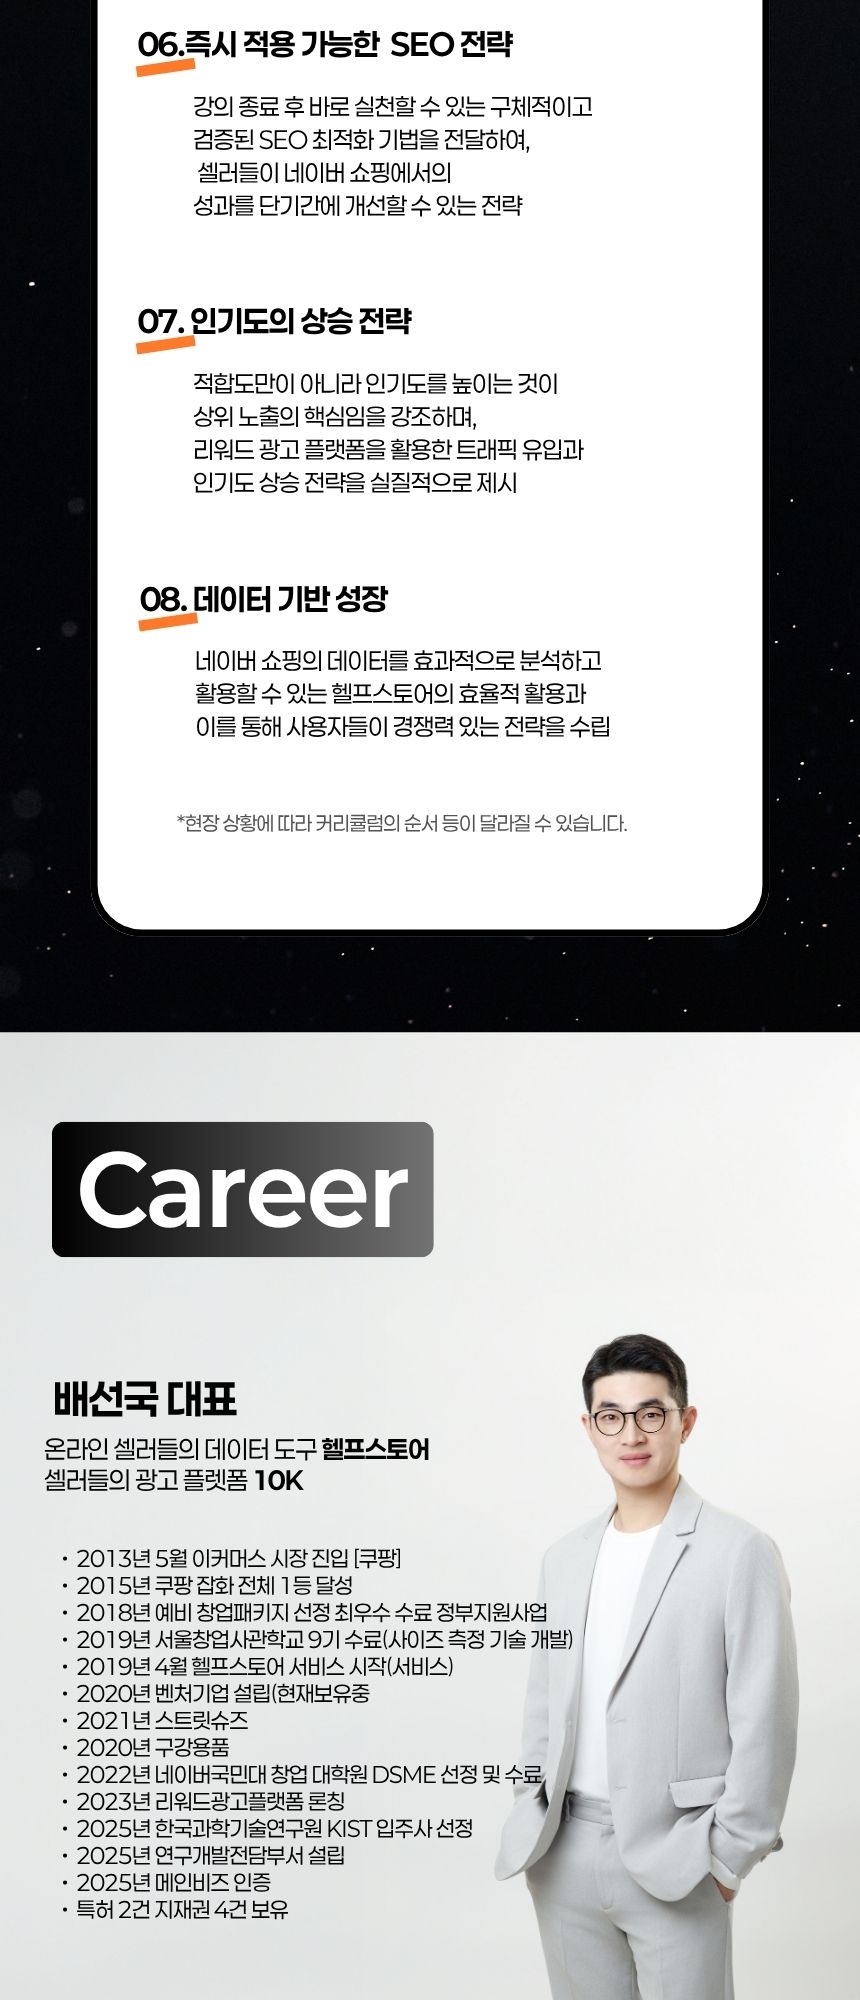 06.즉시 적용 가능한 SEO 전략
강의 종료 후 바로 실천할 수 있는 구체적이고
검증된 SEO 최적화 기법을 전달하여,
셀러들이 네이버 쇼핑에서의
성과를 단기간에 개선할 수 있는 전략
07. 인기도의 상승 전략
적합도만이 아니라 인기도를 높이는 것이
상위 노출의 핵심임을 강조하며,
리워드 광고 플랫폼을 활용한 트래픽 유입과
인기도 상승 전략을 실질적으로 제시
08. 데이터 기반 성장
네이버 쇼핑의 데이터를 효과적으로 분석하고
활용할 수 있는 헬프스토어의 효율적 활용과
이를 통해 사용자들이 경쟁력 있는 전략을 수립
*현장 상황에 따라 커리큘럼의 순서 등이 달라질 수 있습니다.
Career
배선국 대표
온라인 셀러들의 데이터 도구 헬프스토어
셀러들의 광고 플렛폼 10K
• 2013년 5월 이커머스 시장 진입 [쿠팡]
• 2015년 쿠팡 잡화 전체 1등 달성
• 2018년 예비 창업패키지 선정 최우수 수료 정부지원사업
• 2019년 서울창업사관학교 9기 수료(사이즈 측정 기술 개발)
• 2019년 4월 헬프스토어 서비스 시작(서비스)
• 2020년 벤처기업 설립(현재보유중
• 2021년 스트릿슈즈
• 2020년 구강용품
• 2022년 네이버국민대 창업 대학원 DSME 선정 및 수료
• 2023년 리워드광고플랫폼 론칭
• 2025년 한국과학기술연구원 KIST 입주사 선정
• 2025년 연구개발전담부서 설립
• 2025년 메인비즈 인증
• 특허 2건 지재권 4건 보유